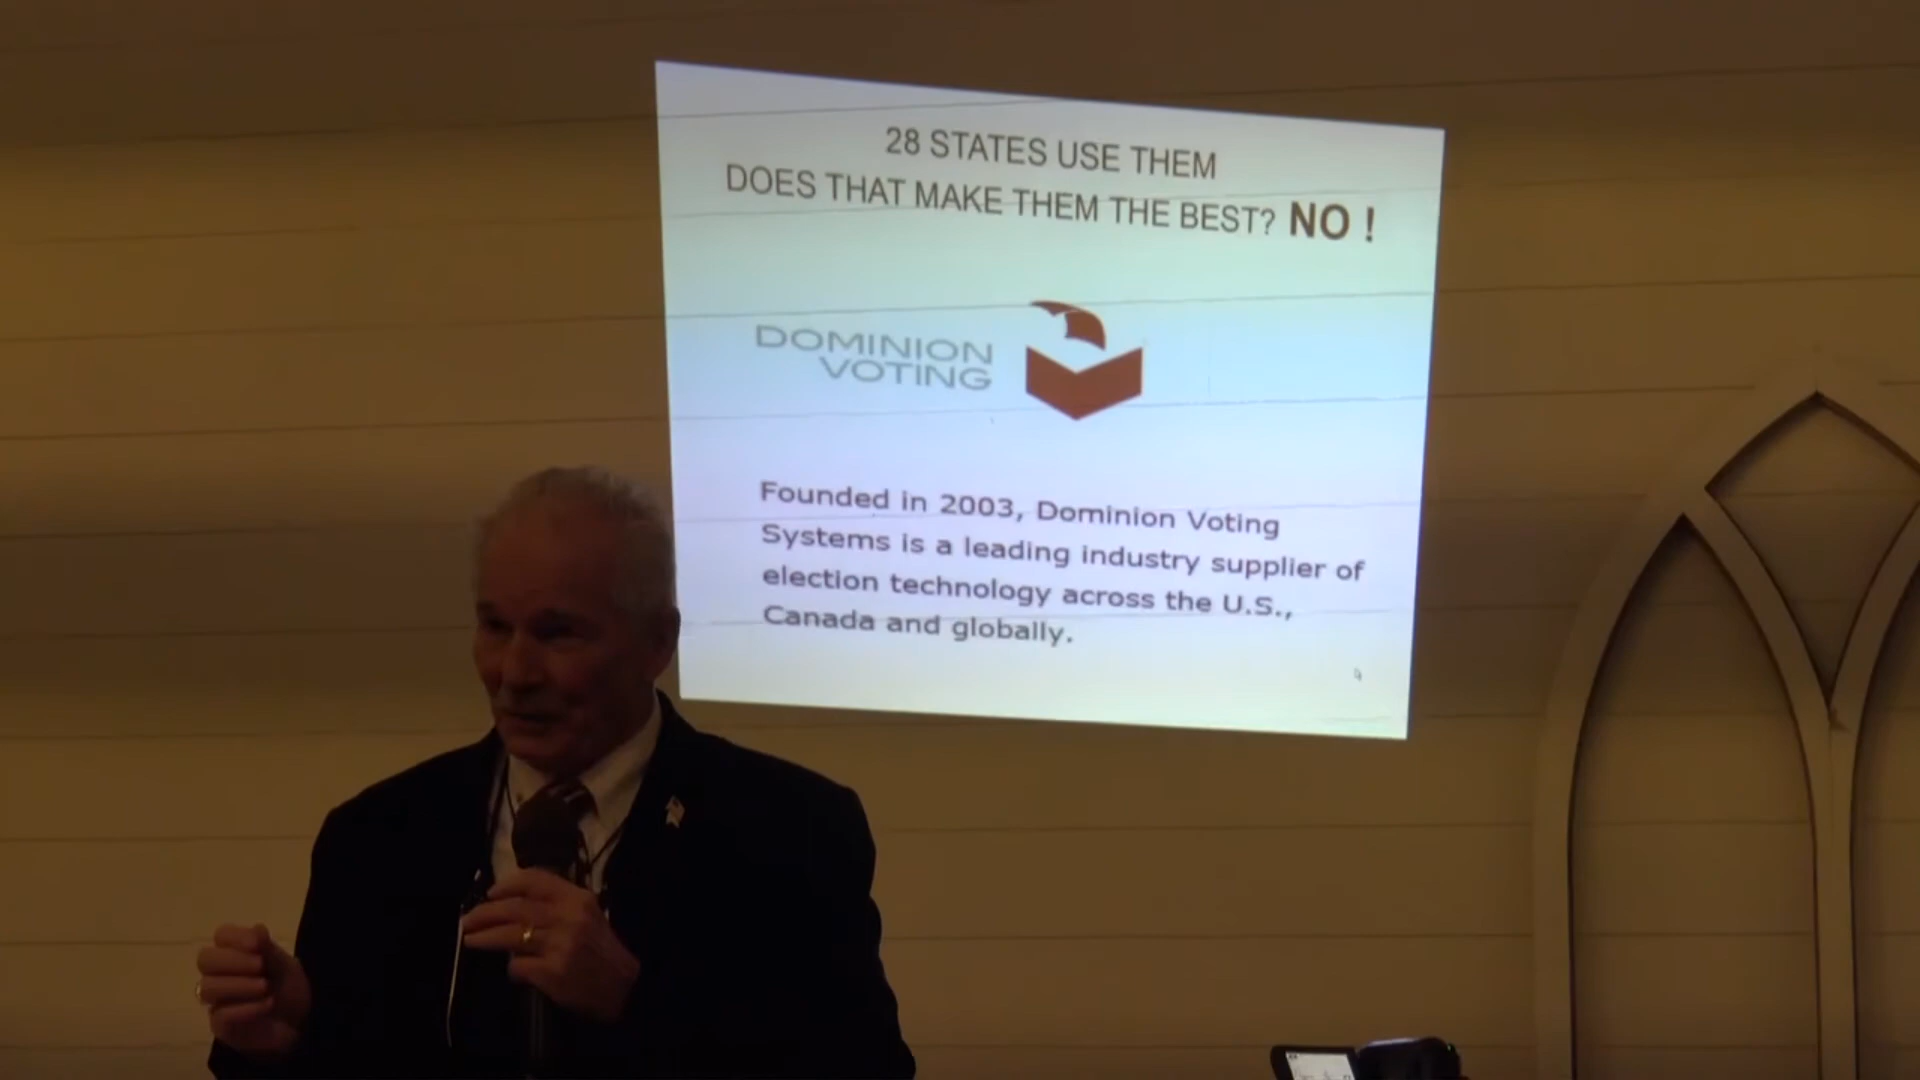 28 STATES USE THEM
DOES THAT MAKE THEM THE BEST? NO !
DOMINION
VOTING
Founded in 2003, Dominion Voting
Systems is a leading industry supplier of
election technology across the U.S.,
Canada and globally.